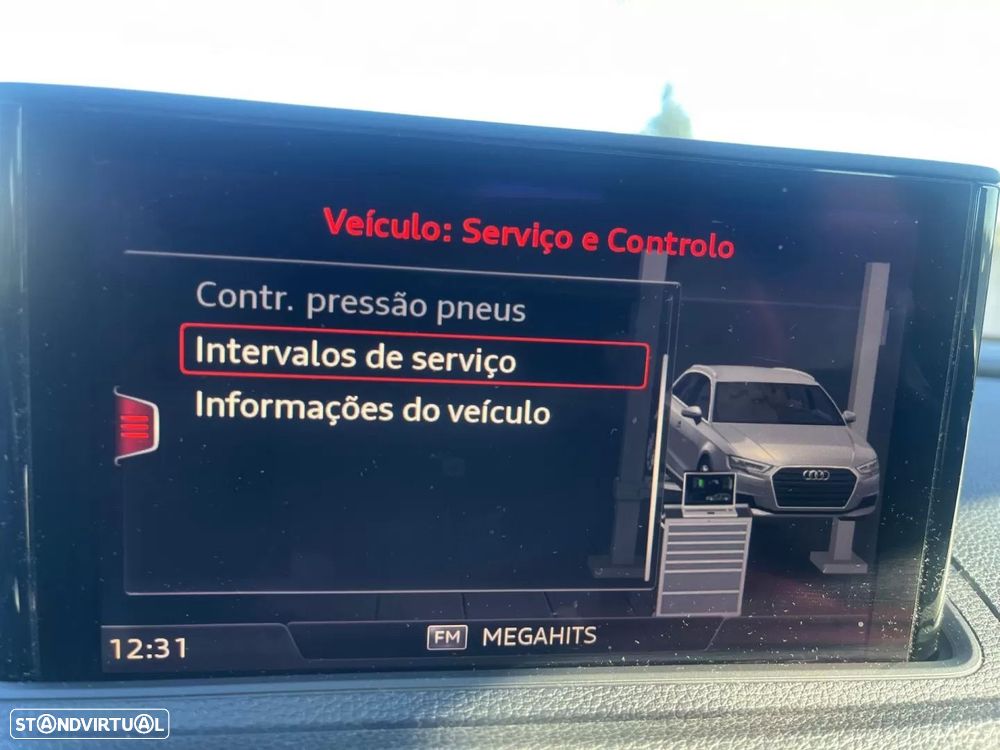 Veículo: Serviço e Controlo
Contr. pressão pneus
Intervalos de serviço
Informações do veículo
12:31
FM MEGAHITS
STANDVIRTUAL